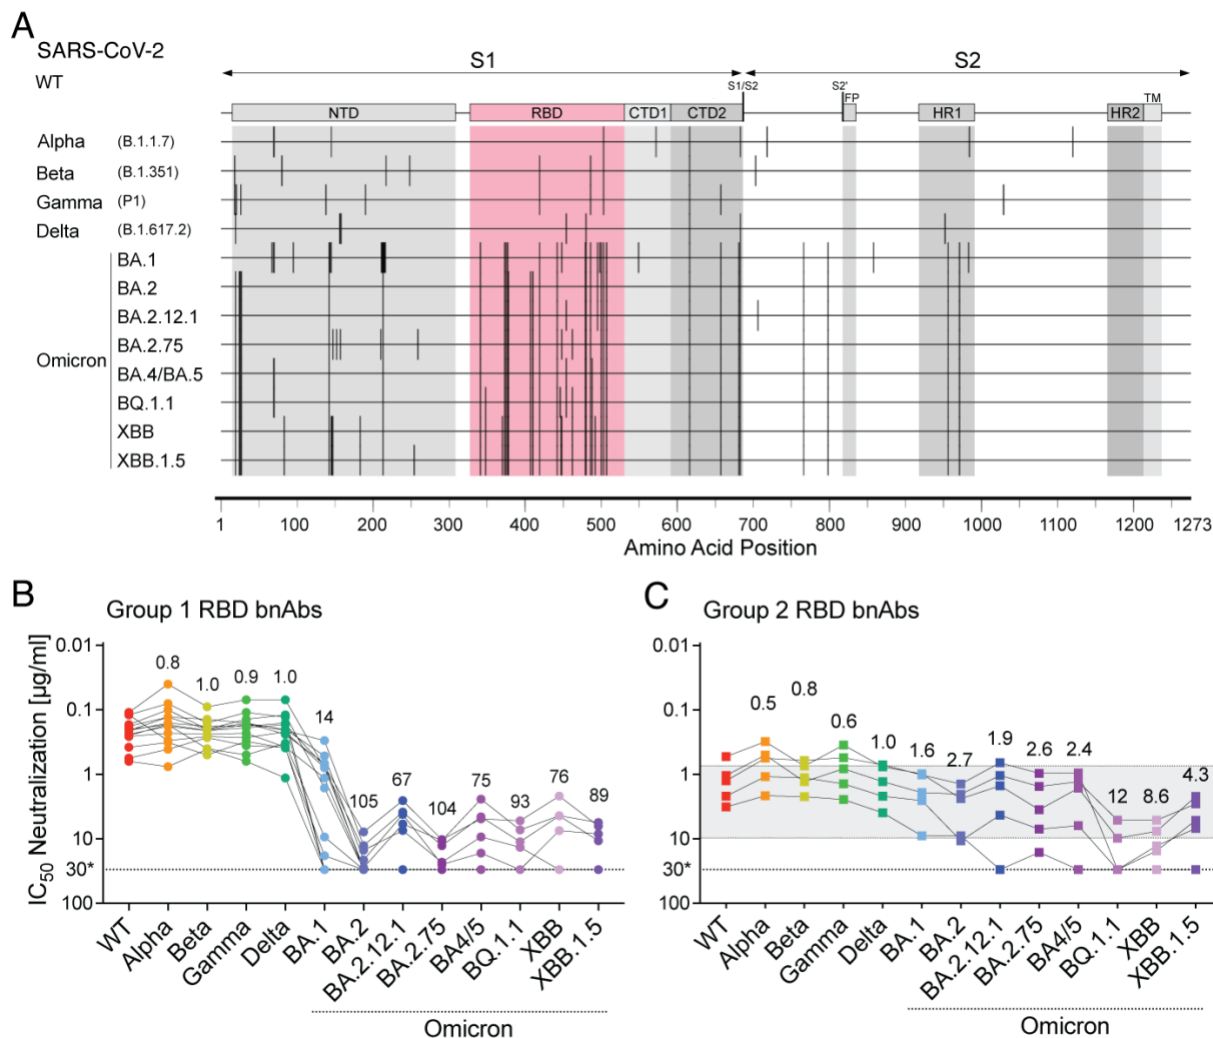 A
SARS-CoV-2
WT
S1
S2
S1/S2
S2'
NTD
RBD
CTD1
CTD2
FP
HR1
HR2
TM
Alpha (B.1.1.7)
Beta (B.1.351)
Gamma (P1)
Delta (B.1.617.2)
Omicron
BA.1
BA.2
BA.2.12.1
BA.2.75
BA.4/BA.5
BQ.1.1
XBB
XBB.1.5
1 100 200 300 400 500 600 700 800 900 1000 1100 1200 1273
Amino Acid Position
B
Group 1 RBD bnAbs
IC50 Neutralization [µg/ml]
0.01
0.1
1
10
30*
100
0.8 1.0 0.9 1.0 14 105 67 104 75 93 76 89
WT Alpha Beta Gamma Delta BA.1 BA.2 BA.2.12.1 BA.2.75 BA4/5 BQ.1.1 XBB XBB.1.5
Omicron
C
Group 2 RBD bnAbs
0.01
0.1
1
10
30*
100
0.5 0.8 0.6 1.0 1.6 2.7 1.9 2.6 2.4 12 8.6 4.3
WT Alpha Beta Gamma Delta BA.1 BA.2 BA.2.12.1 BA.2.75 BA4/5 BQ.1.1 XBB XBB.1.5
Omicron